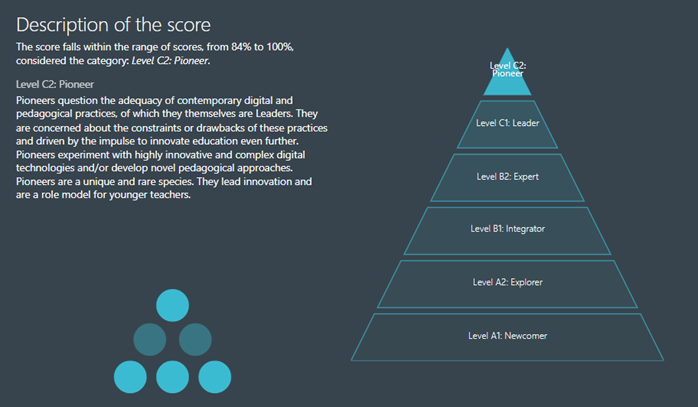 Description of the score
The score falls within the range of scores, from 84% to 100%,
considered the category: Level C2: Pioneer.
Level C2: Pioneer
Pioneers question the adequacy of contemporary digital and
pedagogical practices, of which they themselves are Leaders. They
are concerned about the constraints or drawbacks of these practices
and driven by the impulse to innovate education even further.
Pioneers experiment with highly innovative and complex digital
technologies and/or develop novel pedagogical approaches.
Pioneers are a unique and rare species. They lead innovation and
are a role model for younger teachers.
Level C2:
Pioneer
Level C1: Leader
Level B2: Expert
Level B1: Integrator
Level A2: Explorer
Level A1: Newcomer